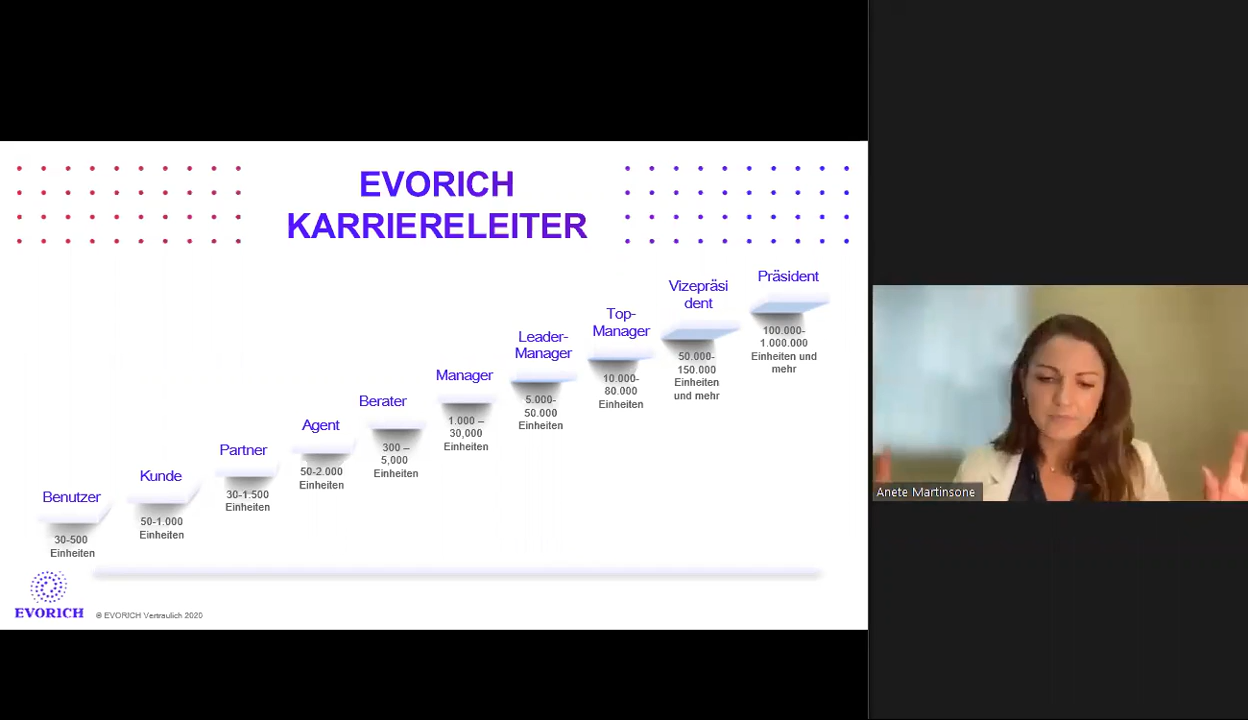 EVORICH
KARRIERELEITER
Präsident
100.000-
1.000.000
Einheiten und
mehr
Vizepräsi
dent
50.000-
150.000
Einheiten
und mehr
Top-
Manager
10.000-
80.000
Einheiten
Leader-
Manager
5.000-
50.000
Einheiten
Manager
1.000 –
30,000
Einheiten
Berater
300 –
5,000
Einheiten
Agent
50-2.000
Einheiten
Partner
30-1.500
Einheiten
Kunde
50-1.000
Einheiten
Benutzer
30-500
Einheiten
EVORICH
© EVORICH Vertraulich 2020
Anete Martinsone